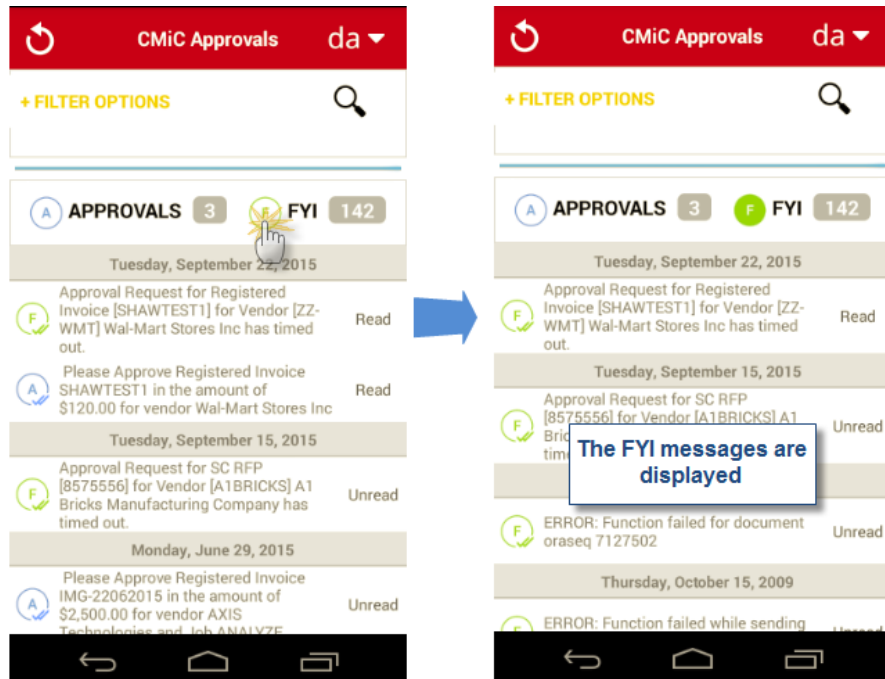 CMiC Approvals
da
+ FILTER OPTIONS
A APPROVALS 3 F FYI 142
Tuesday, September 22, 2015
Approval Request for Registered
Invoice [SHAWTEST1] for Vendor [ZZ-
F WMT] Wal-Mart Stores Inc has timed Read
out.
Please Approve Registered Invoice
A SHAWTEST1 in the amount of Read
$120.00 for vendor Wal-Mart Stores Inc
Tuesday, September 15, 2015
Approval Request for SC RFP
F [8575556] for Vendor [A1BRICKS] A1 Unread
Bricks Manufacturing Company has
timed out.
Monday, June 29, 2015
Please Approve Registered Invoice
A IMG-22062015 in the amount of Unread
$2,500.00 for vendor AXIS
Technologies and Job ANALYZE
CMiC Approvals
da
+ FILTER OPTIONS
A APPROVALS 3 F FYI 142
Tuesday, September 22, 2015
Approval Request for Registered
Invoice [SHAWTEST1] for Vendor [ZZ-
F WMT] Wal-Mart Stores Inc has timed Read
out.
Tuesday, September 15, 2015
Approval Request for SC RFP
F [8575556] for Vendor [A1BRICKS] A1 Unread
The FYI messages are
displayed
F ERROR: Function failed for document Unread
oraseq 7127502
Thursday, October 15, 2009
ERROR: Function failed while sending